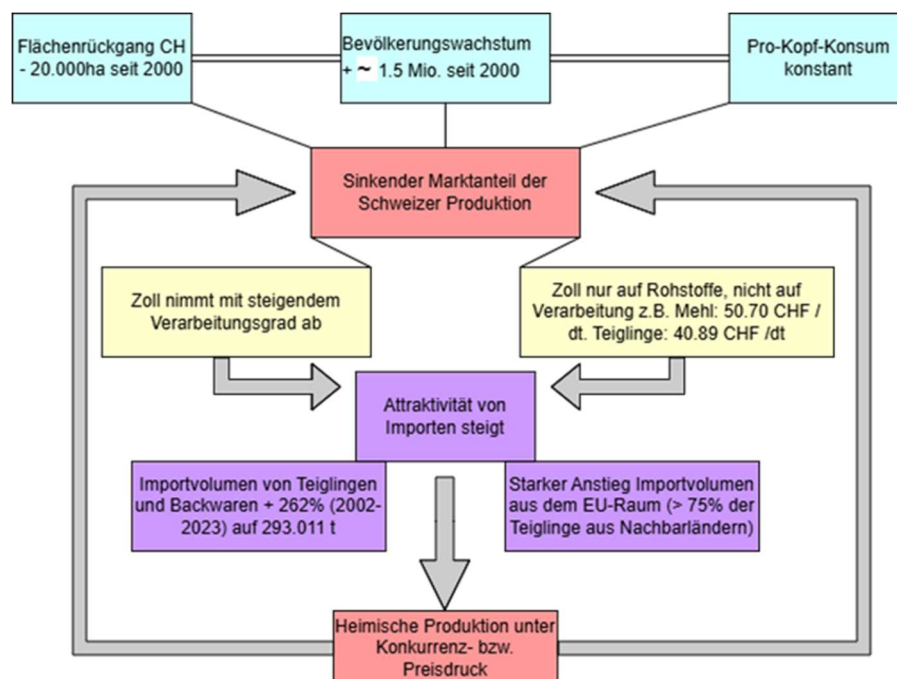 Flächenrückgang CH
- 20.000ha seit 2000
Bevölkerungswachstum
+ ~ 1.5 Mio. seit 2000
Pro-Kopf-Konsum
konstant
Sinkender Marktanteil der
Schweizer Produktion
Zoll nimmt mit steigendem
Verarbeitungsgrad ab
Zoll nur auf Rohstoffe, nicht auf
Verarbeitung z.B. Mehl: 50.70 CHF /
dt. Teiglinge: 40.89 CHF /dt
Attraktivität von
Importen steigt
Importvolumen von Teiglingen
und Backwaren + 262% (2002-
2023) auf 293.011 t
Starker Anstieg Importvolumen
aus dem EU-Raum (> 75% der
Teiglinge aus Nachbarländern)
Heimische Produktion unter
Konkurrenz- bzw.
Preisdruck